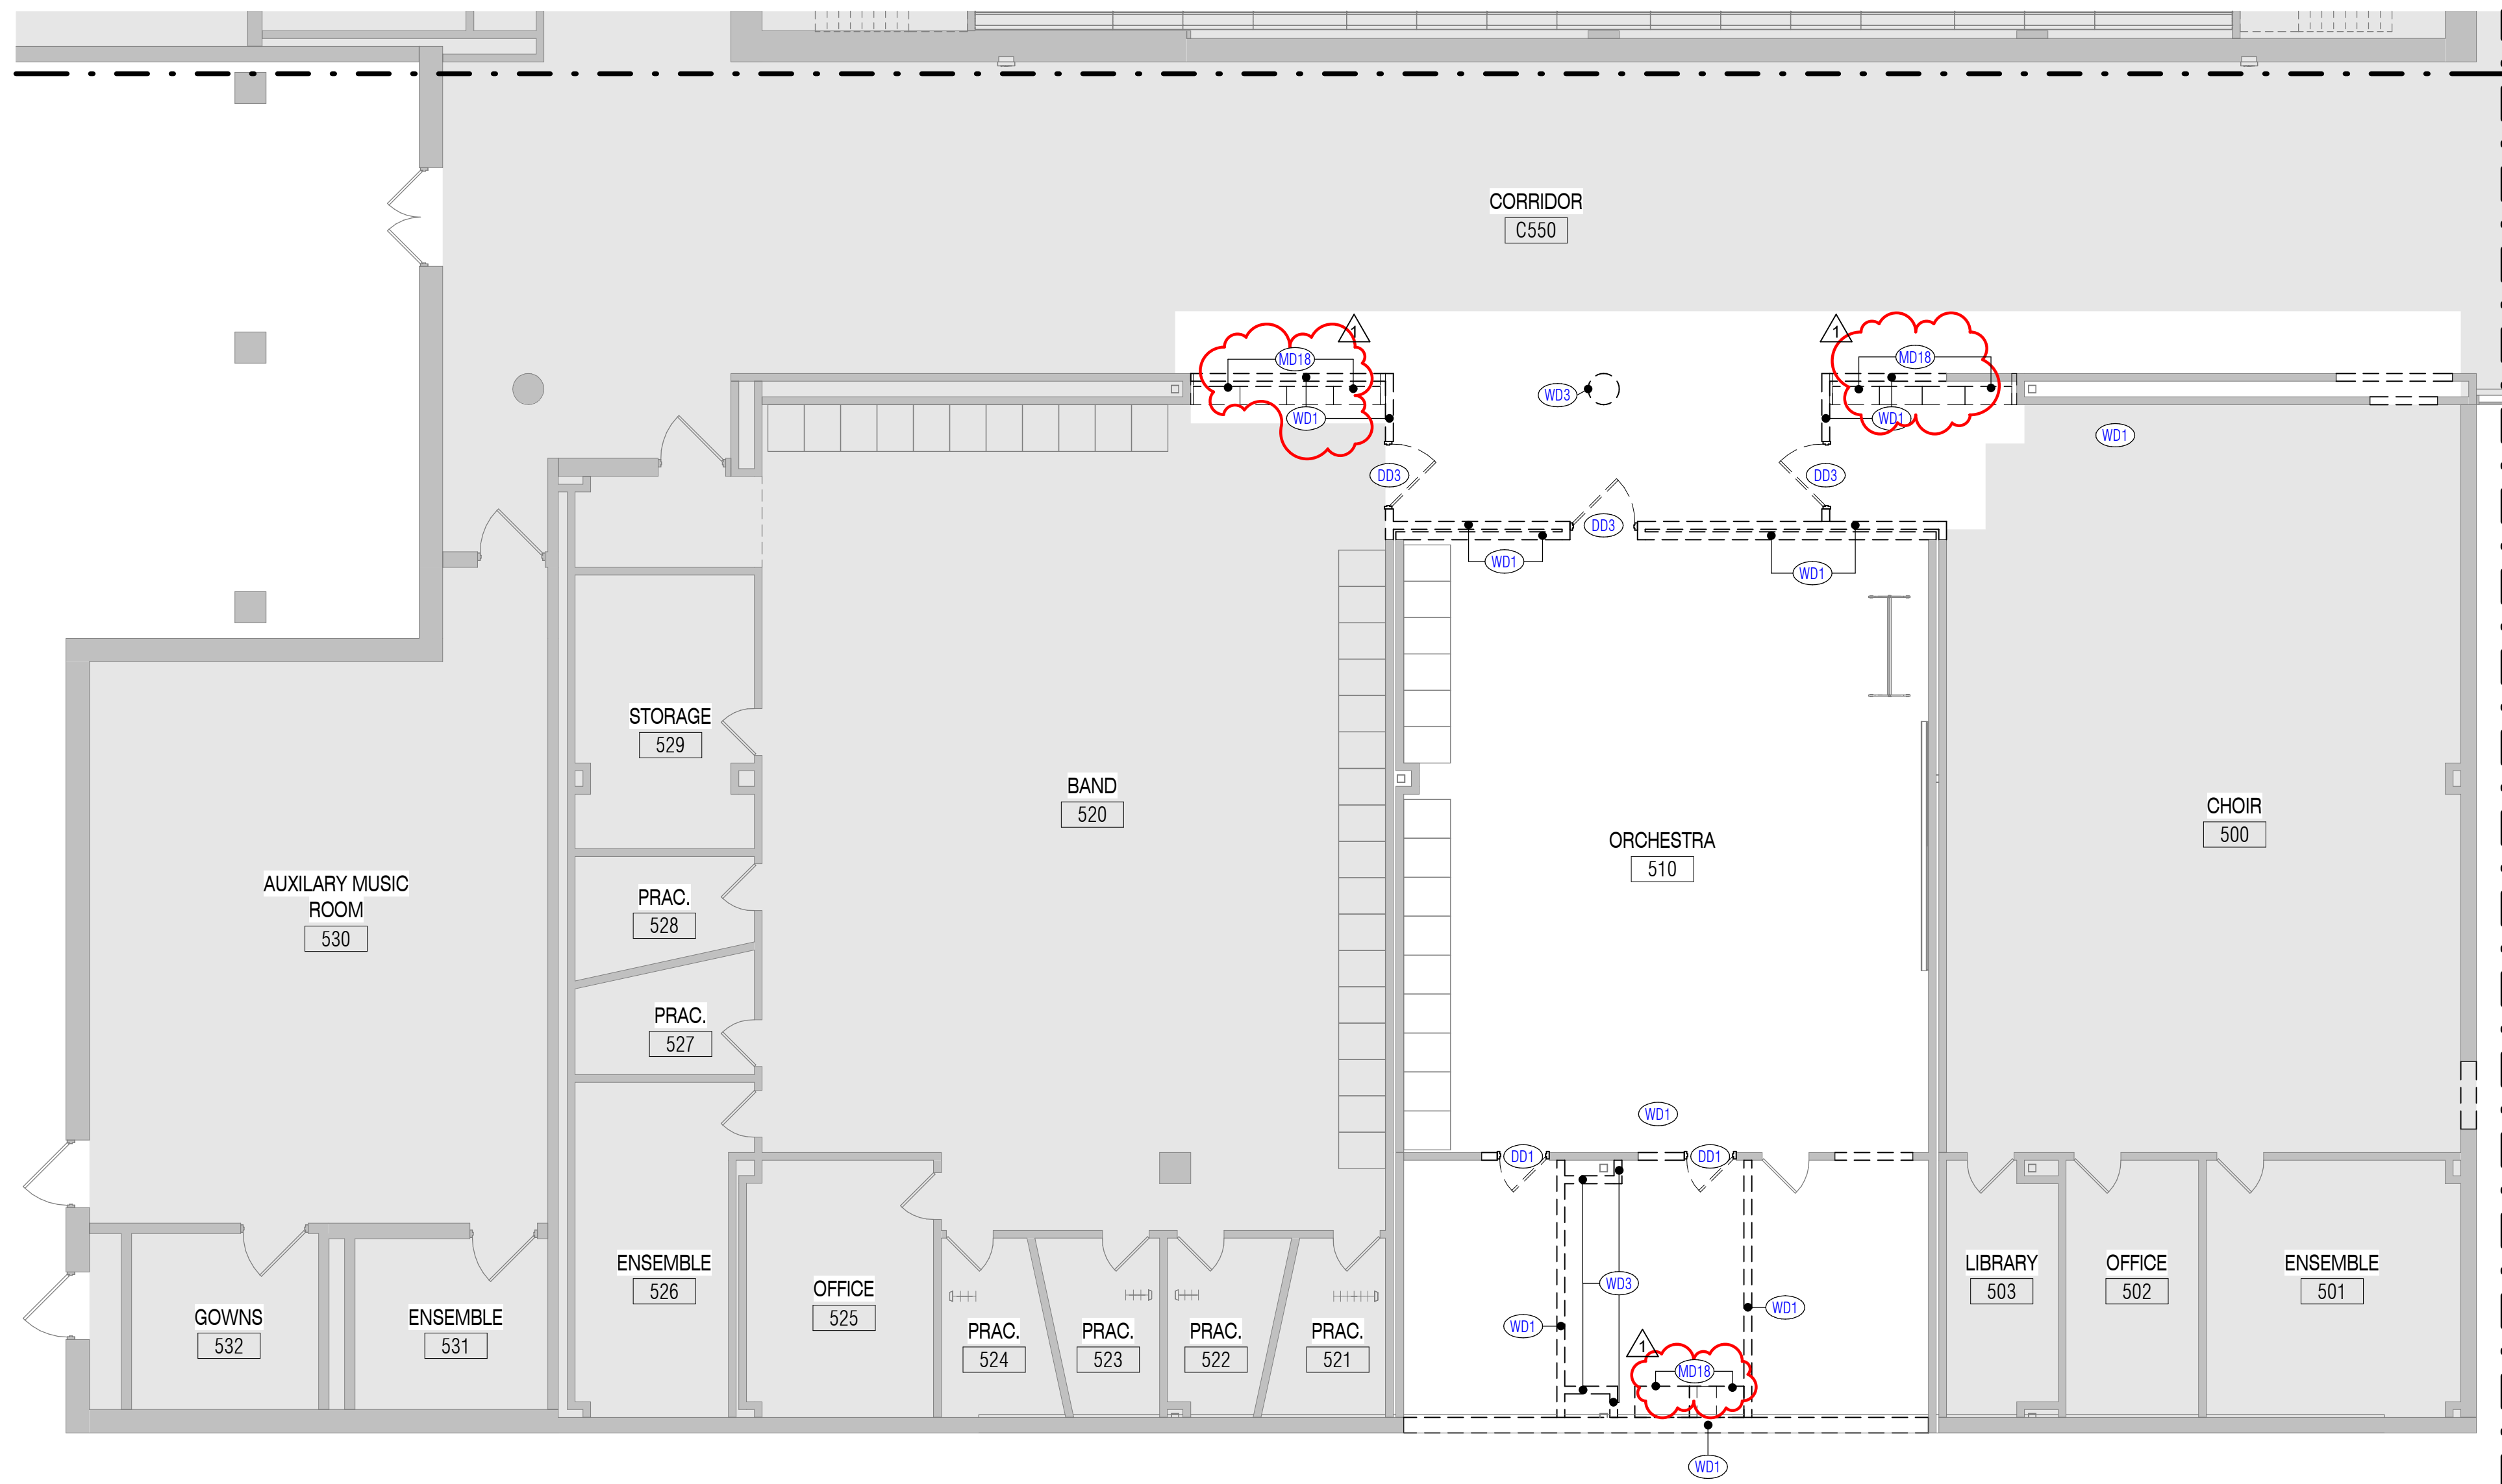 CORRIDOR
C550
1
1
MD18
MD18
WD3
WD1
WD1
WD1
DD3
DD3
DD3
WD1
WD1
STORAGE
529
BAND
520
CHOIR
500
ORCHESTRA
510
AUXILARY MUSIC
ROOM
530
PRAC.
528
PRAC.
527
WD1
DD1
DD1
ENSEMBLE
526
OFFICE
525
WD3
LIBRARY
503
OFFICE
502
ENSEMBLE
501
GOWNS
532
ENSEMBLE
531
WD1
WD1
PRAC.
524
PRAC.
523
PRAC.
522
PRAC.
521
1
MD18
WD1